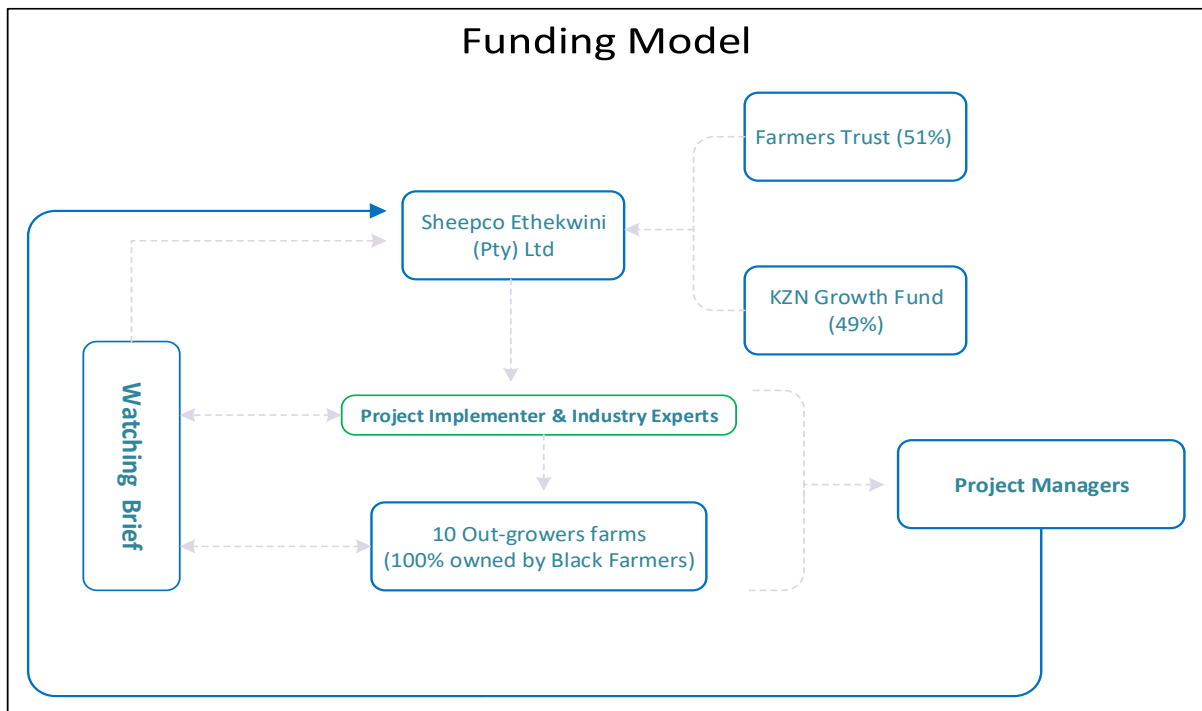 Funding Model
Farmers Trust (51%)
Sheepco Ethekwini
(Pty) Ltd
KZN Growth Fund
(49%)
Watching Brief
Project Implementer & Industry Experts
Project Managers
10 Out-growers farms
(100% owned by Black Farmers)